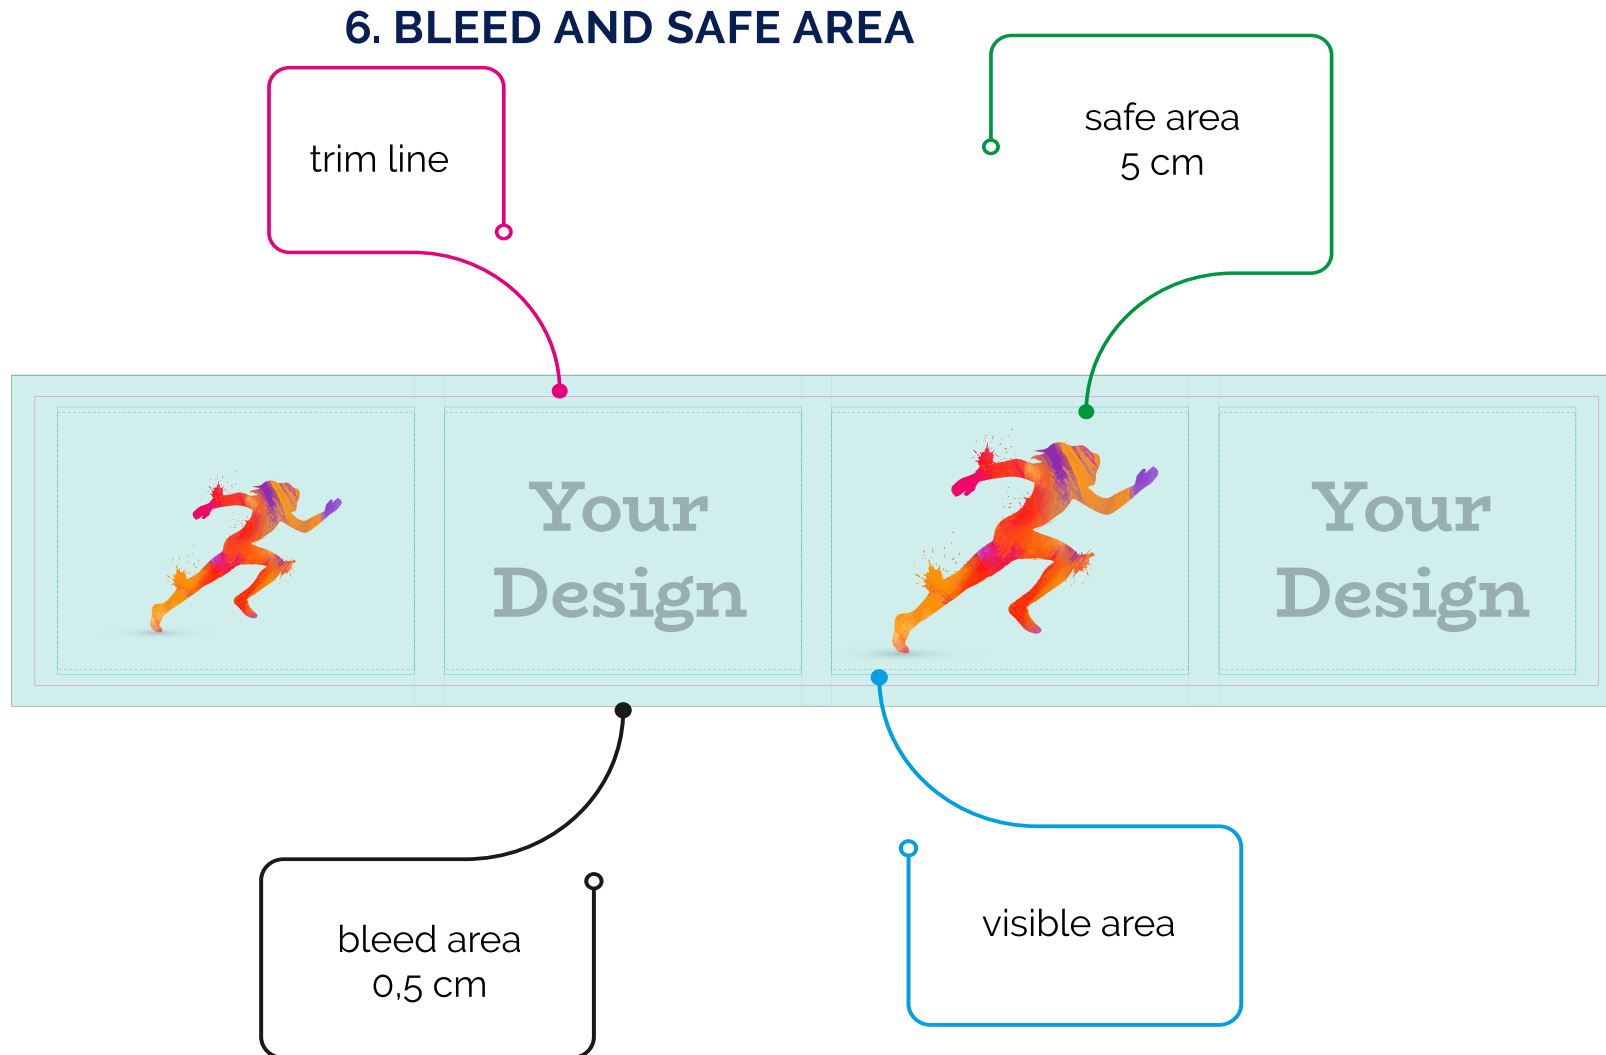 6. BLEED AND SAFE AREA
trim line
safe area
5 cm
Your
Design
Your
Design
bleed area
0,5 cm
visible area